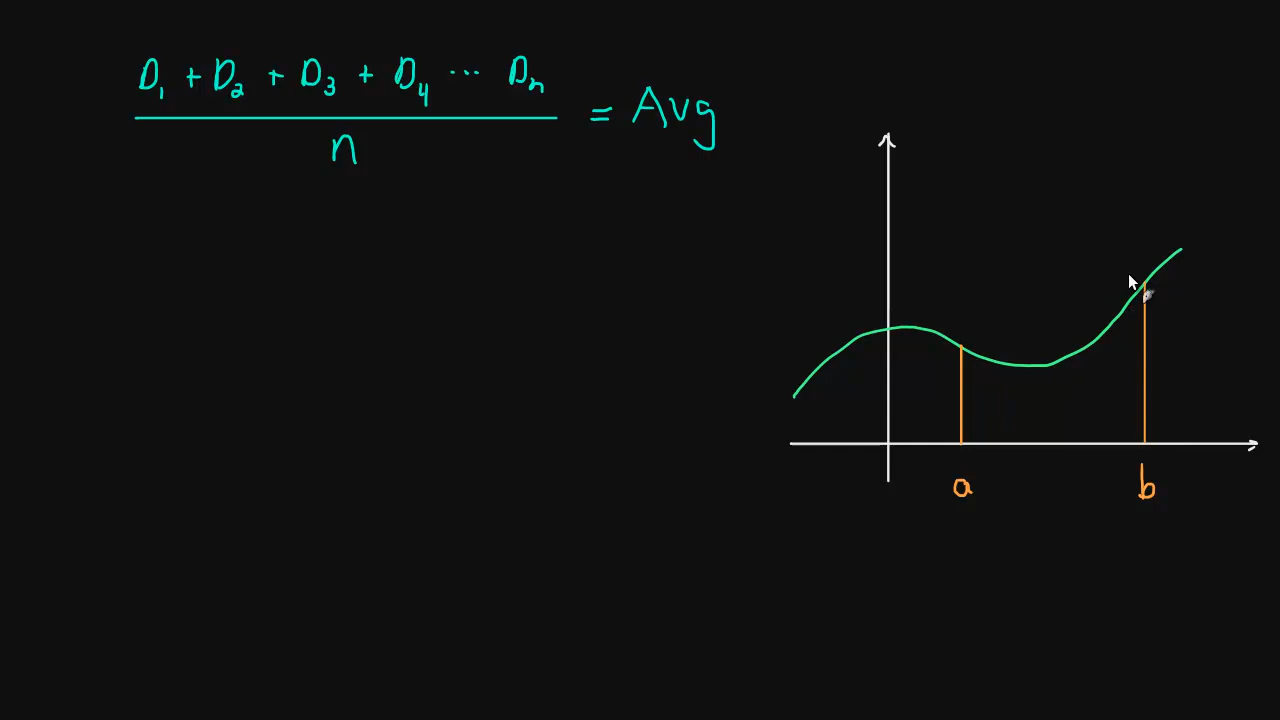 D₁ + D₂ + D₃ + D₄ ... Dₙ
n
= Avg
a
b